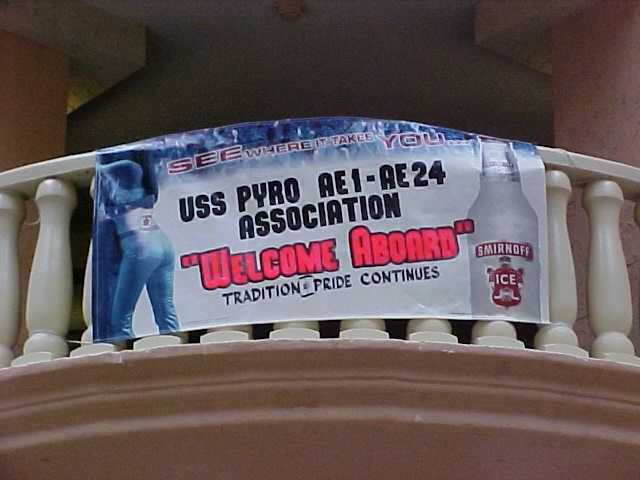 SEE WHERE IT TAKES YOU...
USS PYRO AE1-AE24
ASSOCIATION
"WELCOME ABOARD"
TRADITION & PRIDE CONTINUES
SMIRNOFF
ICE